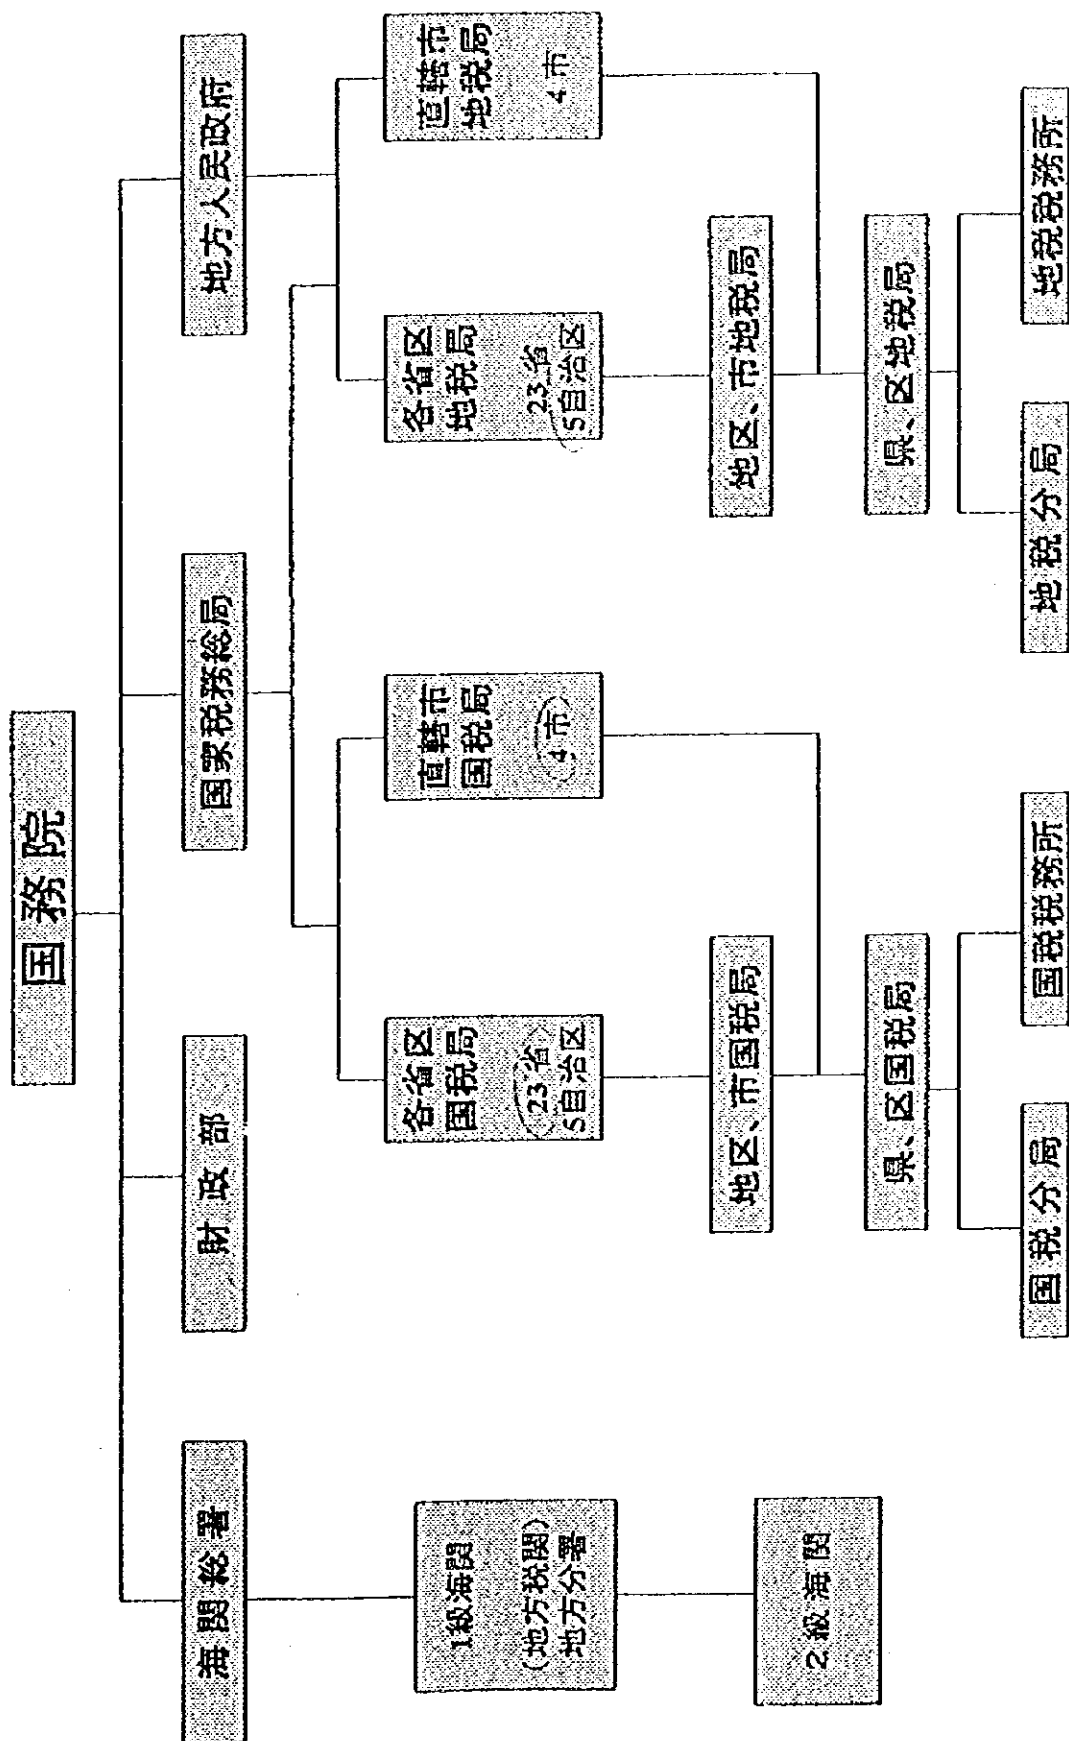 国務院
海関総署
財政部
国家税務総局
地方人民政府
1級海関
(地方税関)
地方分署
各省区
国税局
23省
5自治区
直轄市
国税局
4市
各省区
地税局
23省
5自治区
直轄市
地税局
4市
2級海関
地区、市国税局
地区、市地税局
県、区国税局
県、区地税局
国税分局
国税税務所
地税分局
地税税務所